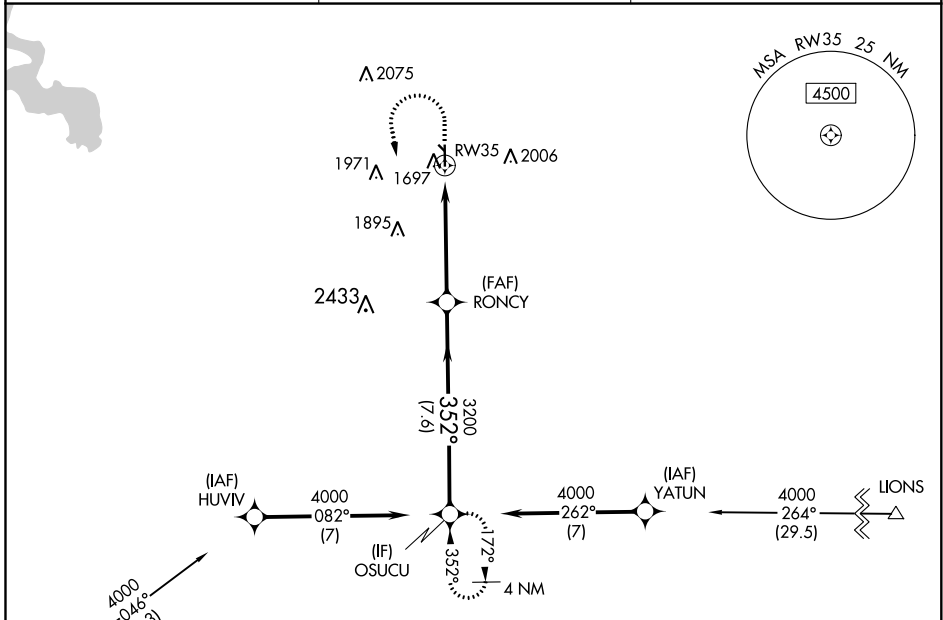 MSA RW35 25 NM
4500
2075
RW35
2006
1971
1697
1895
(FAF)
RONCY
2433
3200
352°
(7.6)
(IAF)
HUVIV
4000
082°
(7)
(IF)
OSUCU
4000
262°
(7)
(IAF)
YATUN
4000
264°
(29.5)
LIONS
172°
352°
4 NM
4000
046°